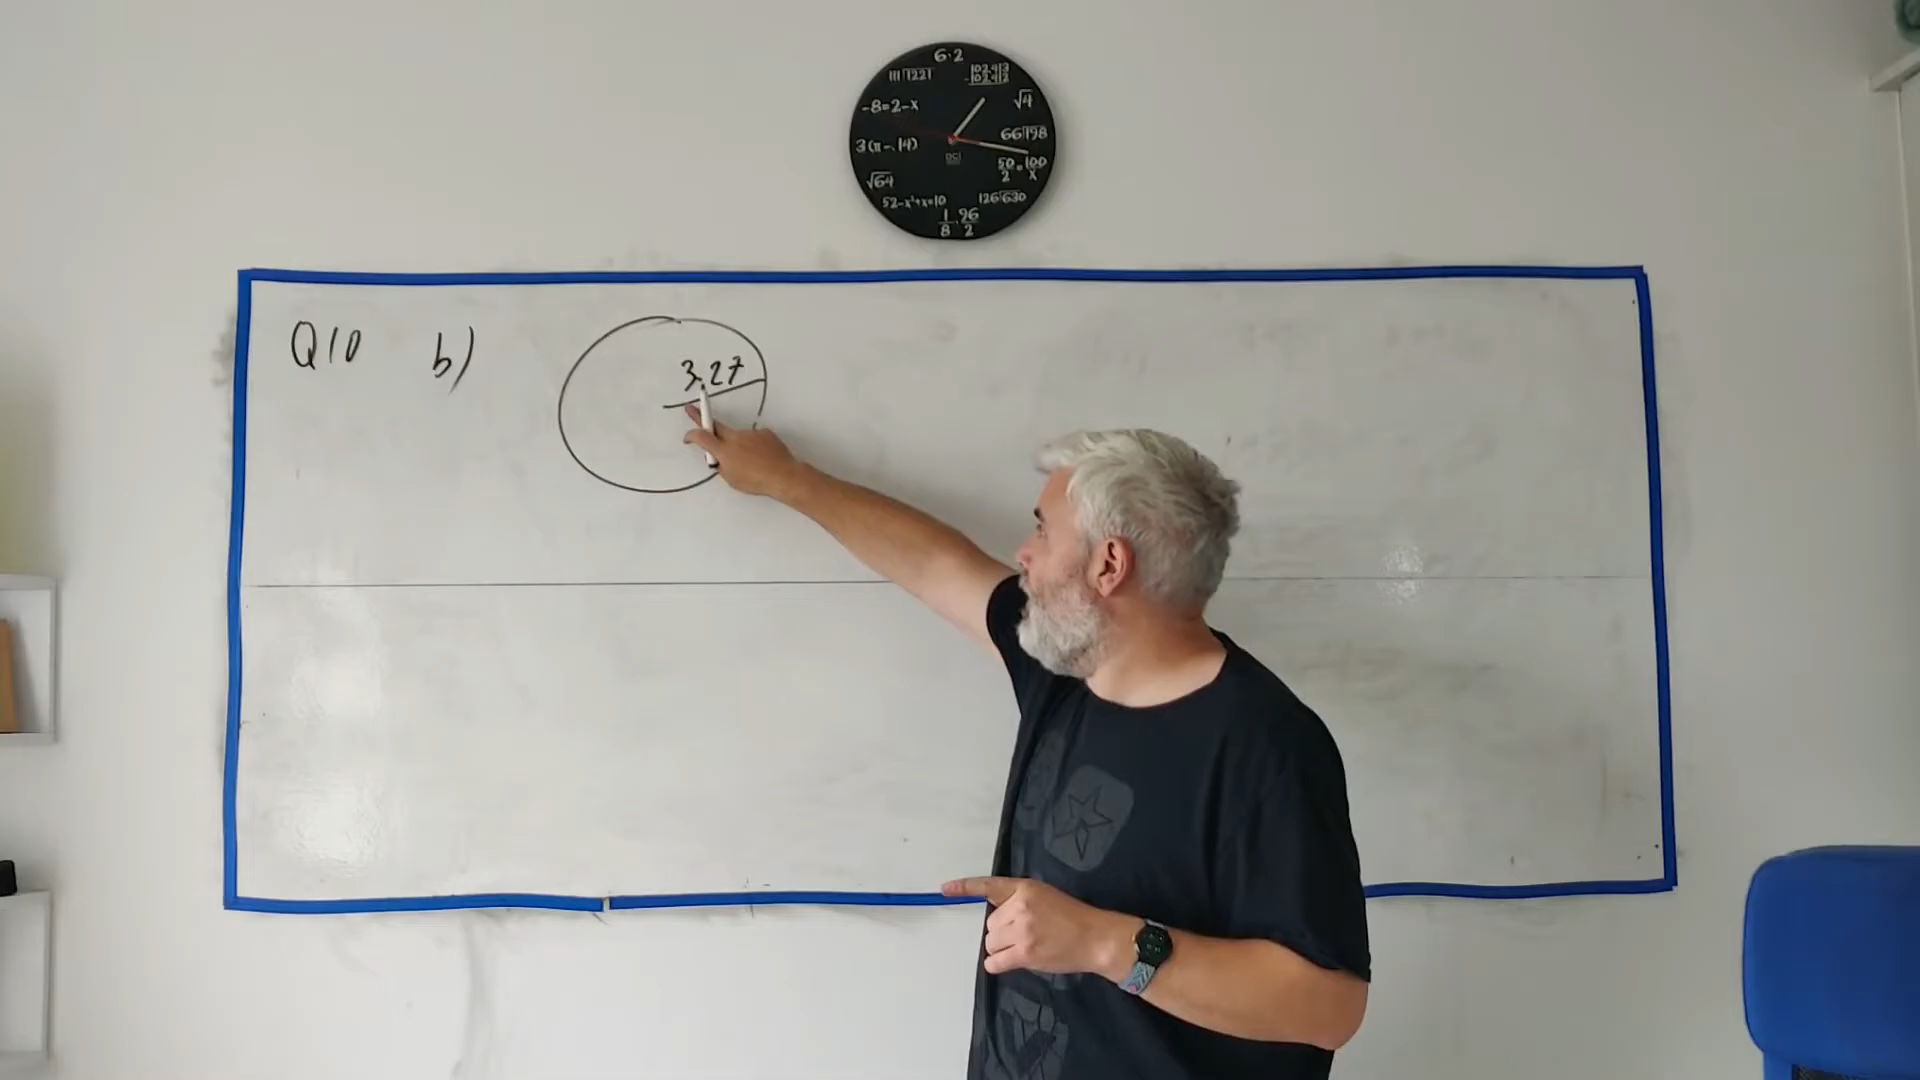 6·2
111⟌1221
102,413
-102,412
-8=2-x
√4
66⟌198
3(π-.14)
50/2=100/x
√64
52-x²+x=10
126⟌630
1/8·96/2
Q10 b)
3.27